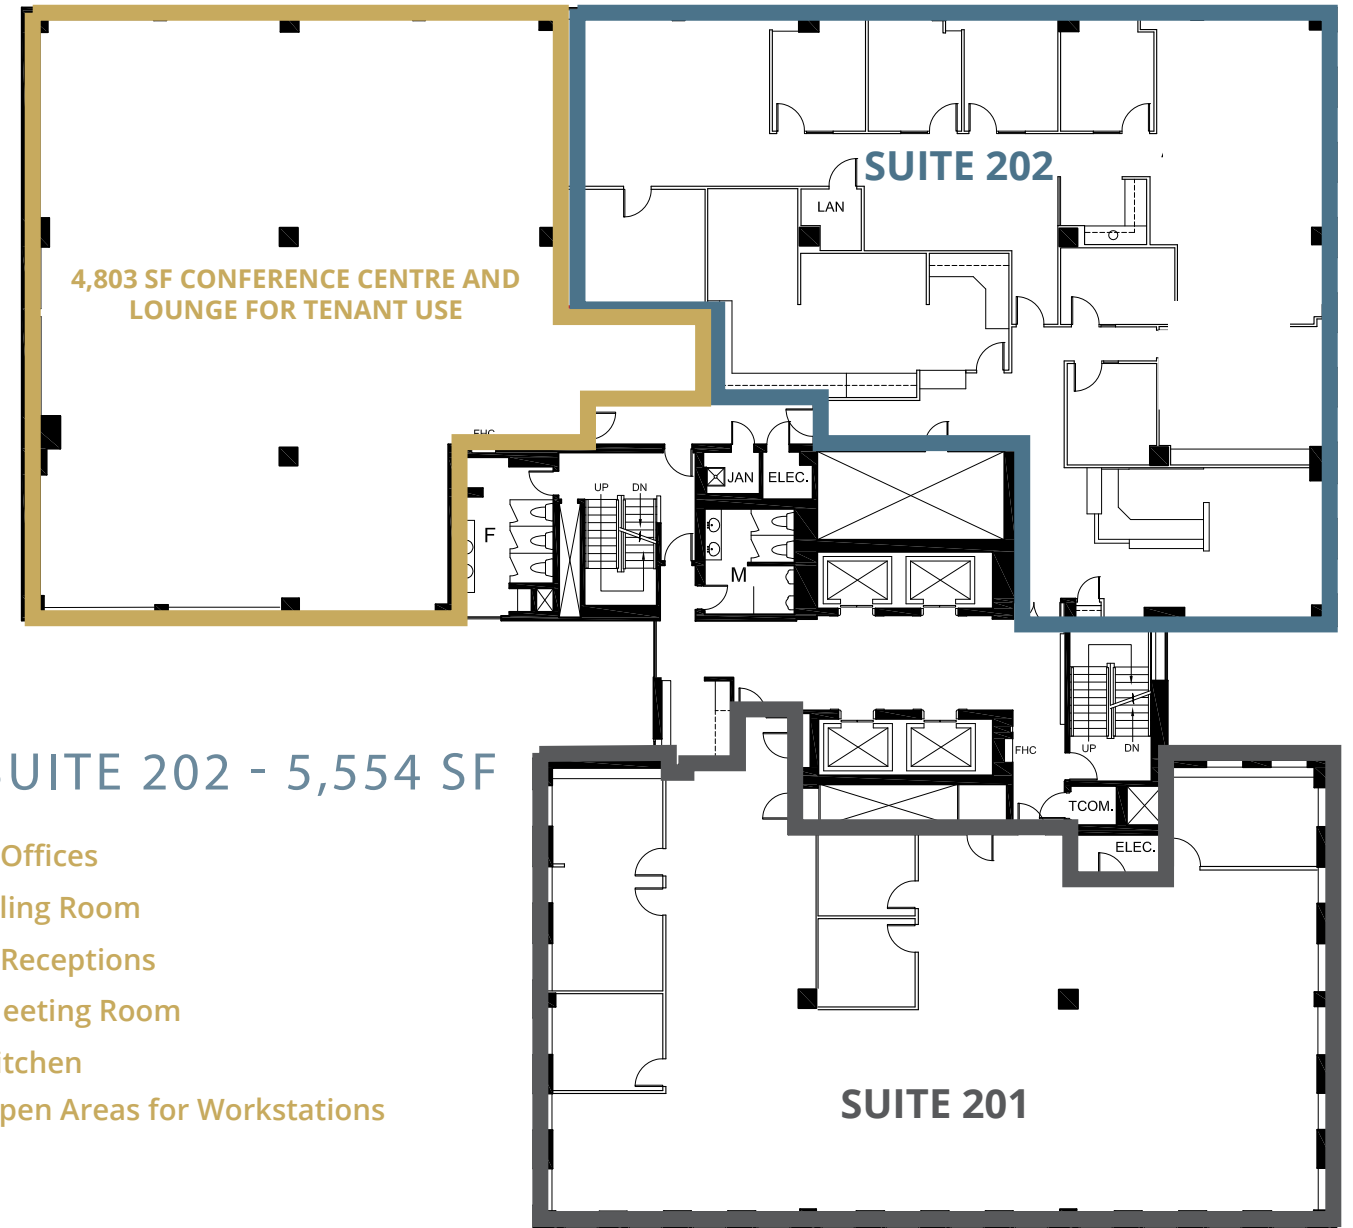 SUITE 202
LAN
4,803 SF CONFERENCE CENTRE AND
LOUNGE FOR TENANT USE
FHC
JAN
ELEC.
UP
DN
F
M
UP
DN
FHC
TCOM.
ELEC.
UITE 202 - 5,554 SF
Offices
ling Room
Receptions
eeting Room
itchen
pen Areas for Workstations
SUITE 201